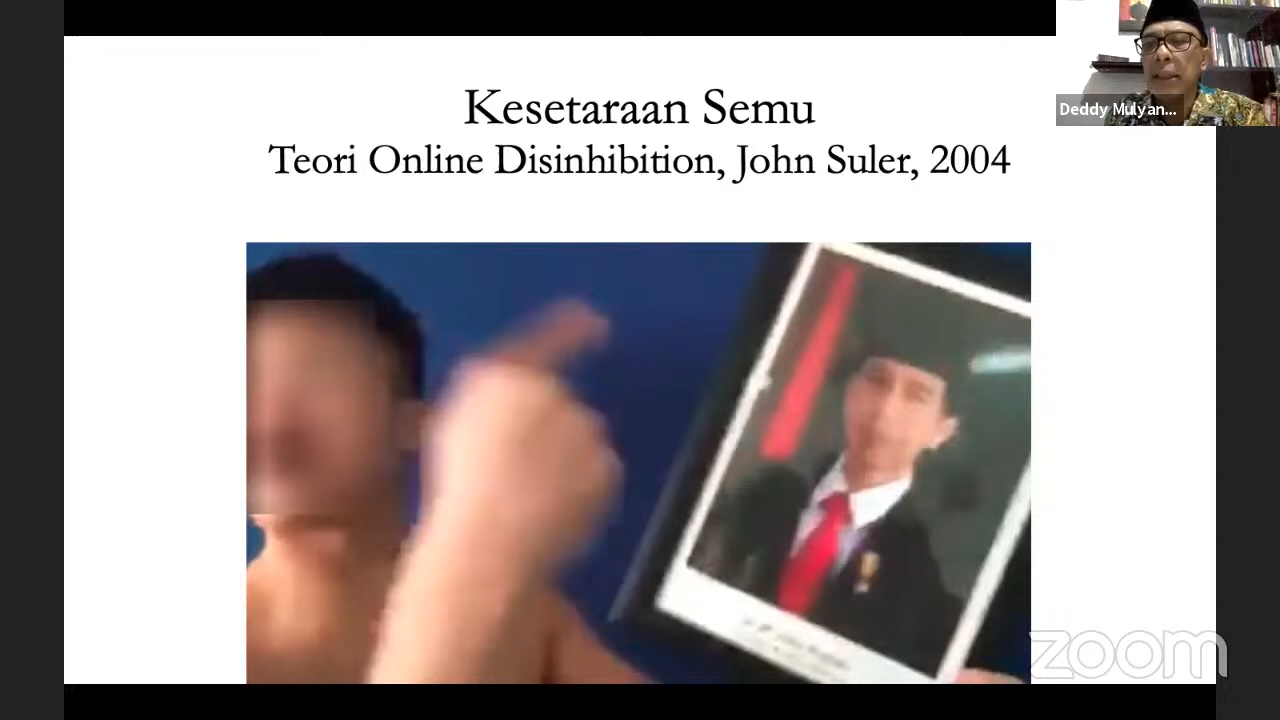 Kesetaraan Semu
Teori Online Disinhibition, John Suler, 2004
Deddy Mulyan...
zoom